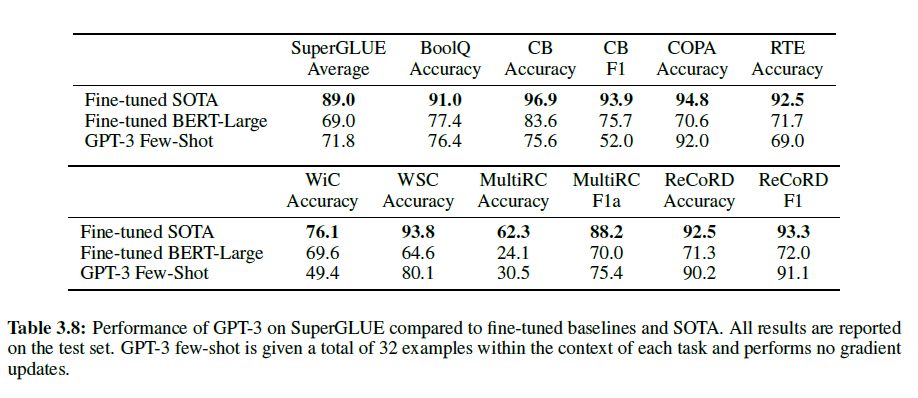 SuperGLUE BoolQ CB CB COPA RTE
Average Accuracy Accuracy F1 Accuracy Accuracy
Fine-tuned SOTA 89.0 91.0 96.9 93.9 94.8 92.5
Fine-tuned BERT-Large 69.0 77.4 83.6 75.7 70.6 71.7
GPT-3 Few-Shot 71.8 76.4 75.6 52.0 92.0 69.0
WiC WSC MultiRC MultiRC ReCoRD ReCoRD
Accuracy Accuracy Accuracy F1a Accuracy F1
Fine-tuned SOTA 76.1 93.8 62.3 88.2 92.5 93.3
Fine-tuned BERT-Large 69.6 64.6 24.1 70.0 71.3 72.0
GPT-3 Few-Shot 49.4 80.1 30.5 75.4 90.2 91.1
Table 3.8: Performance of GPT-3 on SuperGLUE compared to fine-tuned baselines and SOTA. All results are reported
on the test set. GPT-3 few-shot is given a total of 32 examples within the context of each task and performs no gradient
updates.